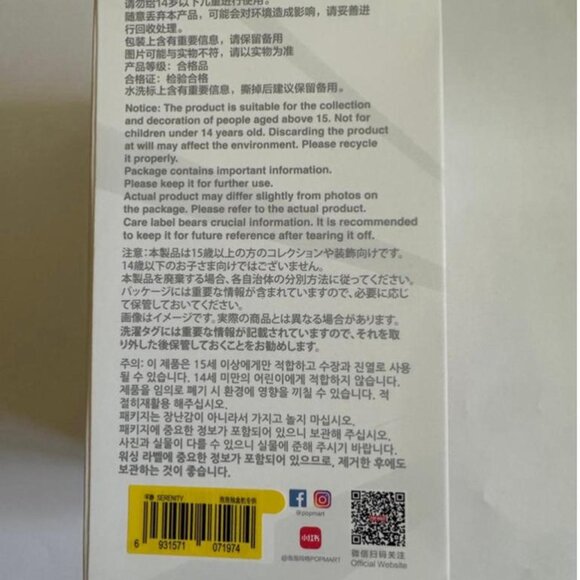 请勿给14岁以下儿童进行使用。
随意丢弃本产品，可能会对环境造成影响，请妥善进
行回收处理。
包装上含有重要信息，请保留备用
图片可能与实物不符，请以实物为准
产品等级：合格品
合格证：检验合格
水洗标上含有重要信息，撕掉后建议保留备用。
Notice: The product is suitable for the collection
and decoration of people aged above 15. Not for
children under 14 years old. Discarding the product
at will may affect the environment. Please recycle
it properly.
Package contains important information.
Please keep it for further use.
Actual product may differ slightly from photos on
the package. Please refer to the actual product.
Care label bears crucial information. It is recommended
to keep it for future reference after tearing it off.
注意：本製品は15歳以上の方のコレクションや装飾向けです。
14歳以下のお子さま向けではございません。
本製品を廃棄する場合、各自治体の分別方法に従ってください。
パッケージには重要な情報が含まれていますので、必要に応じ
て保管しておいてください。
画像はイメージです。実際の商品とは異なる場合があります。
洗濯タグには重要な情報が記載されていますので、それを取
り外した後保管しておくことをお勧めします。
주의: 이 제품은 15세 이상에게만 적합하고 수장과 진열로 사용
될 수 있습니다. 14세 미만의 어린이에게 적합하지 않습니다.
제품을 임의로 폐기 시 환경에 영향을 끼칠 수 있습니다. 적
절히재활용 해주십시오.
패키지는 장난감이 아니라서 가지고 놀지 마십시오.
패키지에 중요한 정보가 포함되어 있으니 보관해 주십시오.
사진과 실물이 다를 수 있으니 실물에 준해 주시기 바랍니다.
워싱 라벨에 중요한 정보가 포함되어 있으므로, 제거한 후에도
보관하는 것이 좋습니다.
平静 SERENITY
6 931571 071974
@popmart
小红书
@泡泡玛特POPMART
微信扫码关注
Official Website